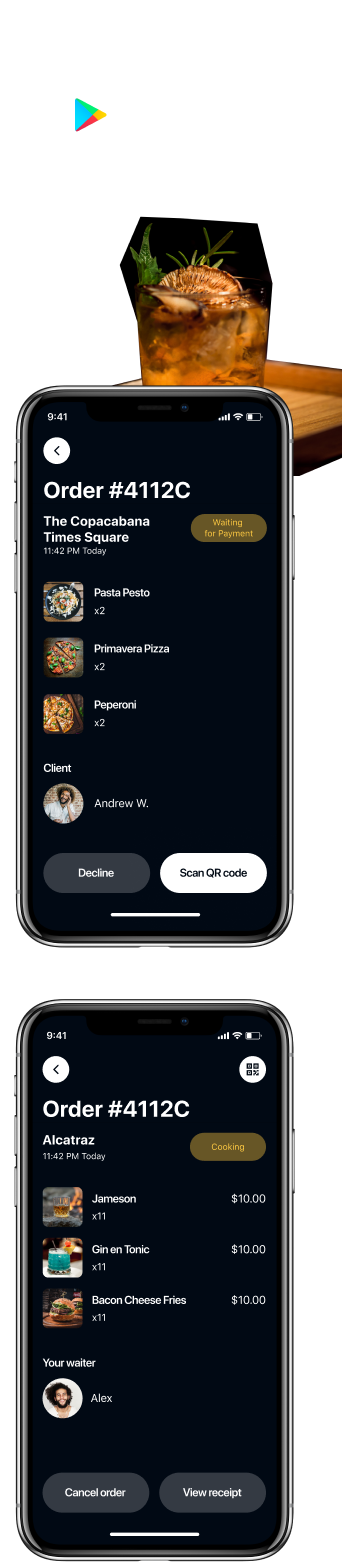 9:41
Order #4112C
The Copacabana
Times Square
11:42 PM Today
Waiting
for Payment
Pasta Pesto
x2
Primavera Pizza
x2
Peperoni
x2
Client
Andrew W.
Decline
Scan QR code
9:41
Order #4112C
Alcatraz
11:42 PM Today
Cooking
Jameson
$10.00
x11
Gin en Tonic
$10.00
x11
Bacon Cheese Fries
$10.00
x11
Your waiter
Alex
Cancel order
View receipt